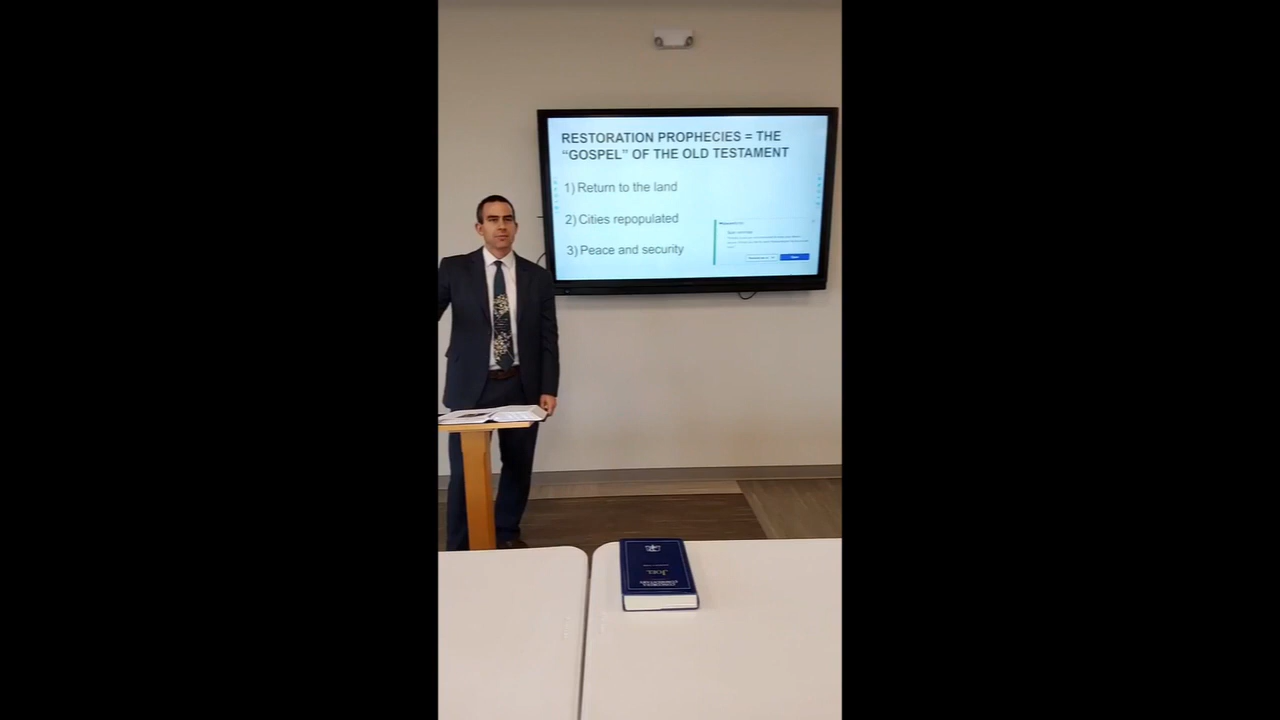 RESTORATION PROPHECIES = THE
“GOSPEL” OF THE OLD TESTAMENT
1) Return to the land
2) Cities repopulated
3) Peace and security
JOEL